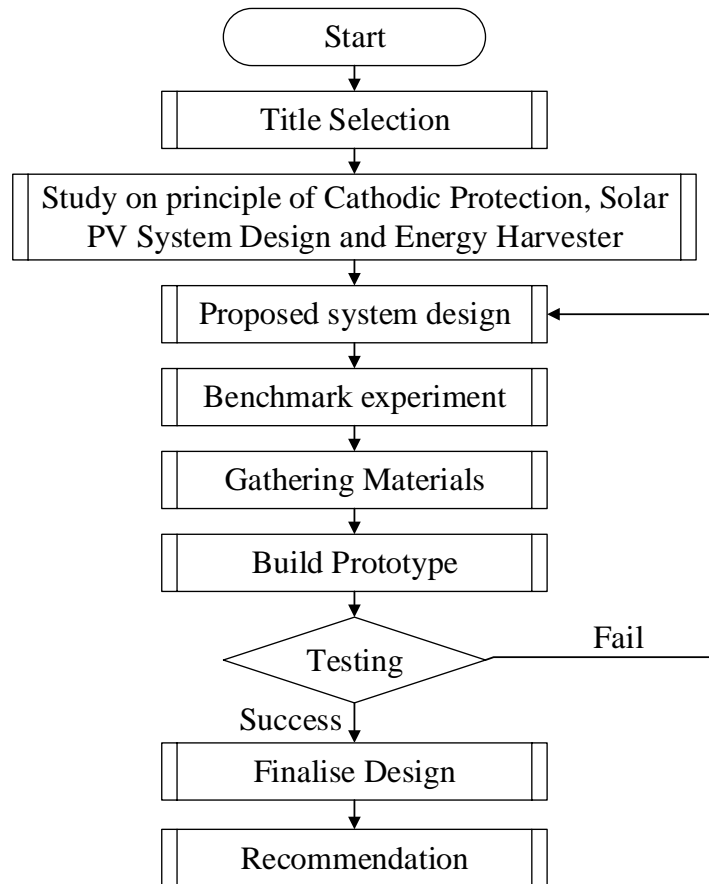 Start
Title Selection
Study on principle of Cathodic Protection, Solar
PV System Design and Energy Harvester
Proposed system design
Benchmark experiment
Gathering Materials
Build Prototype
Fail
Testing
Success
Finalise Design
Recommendation